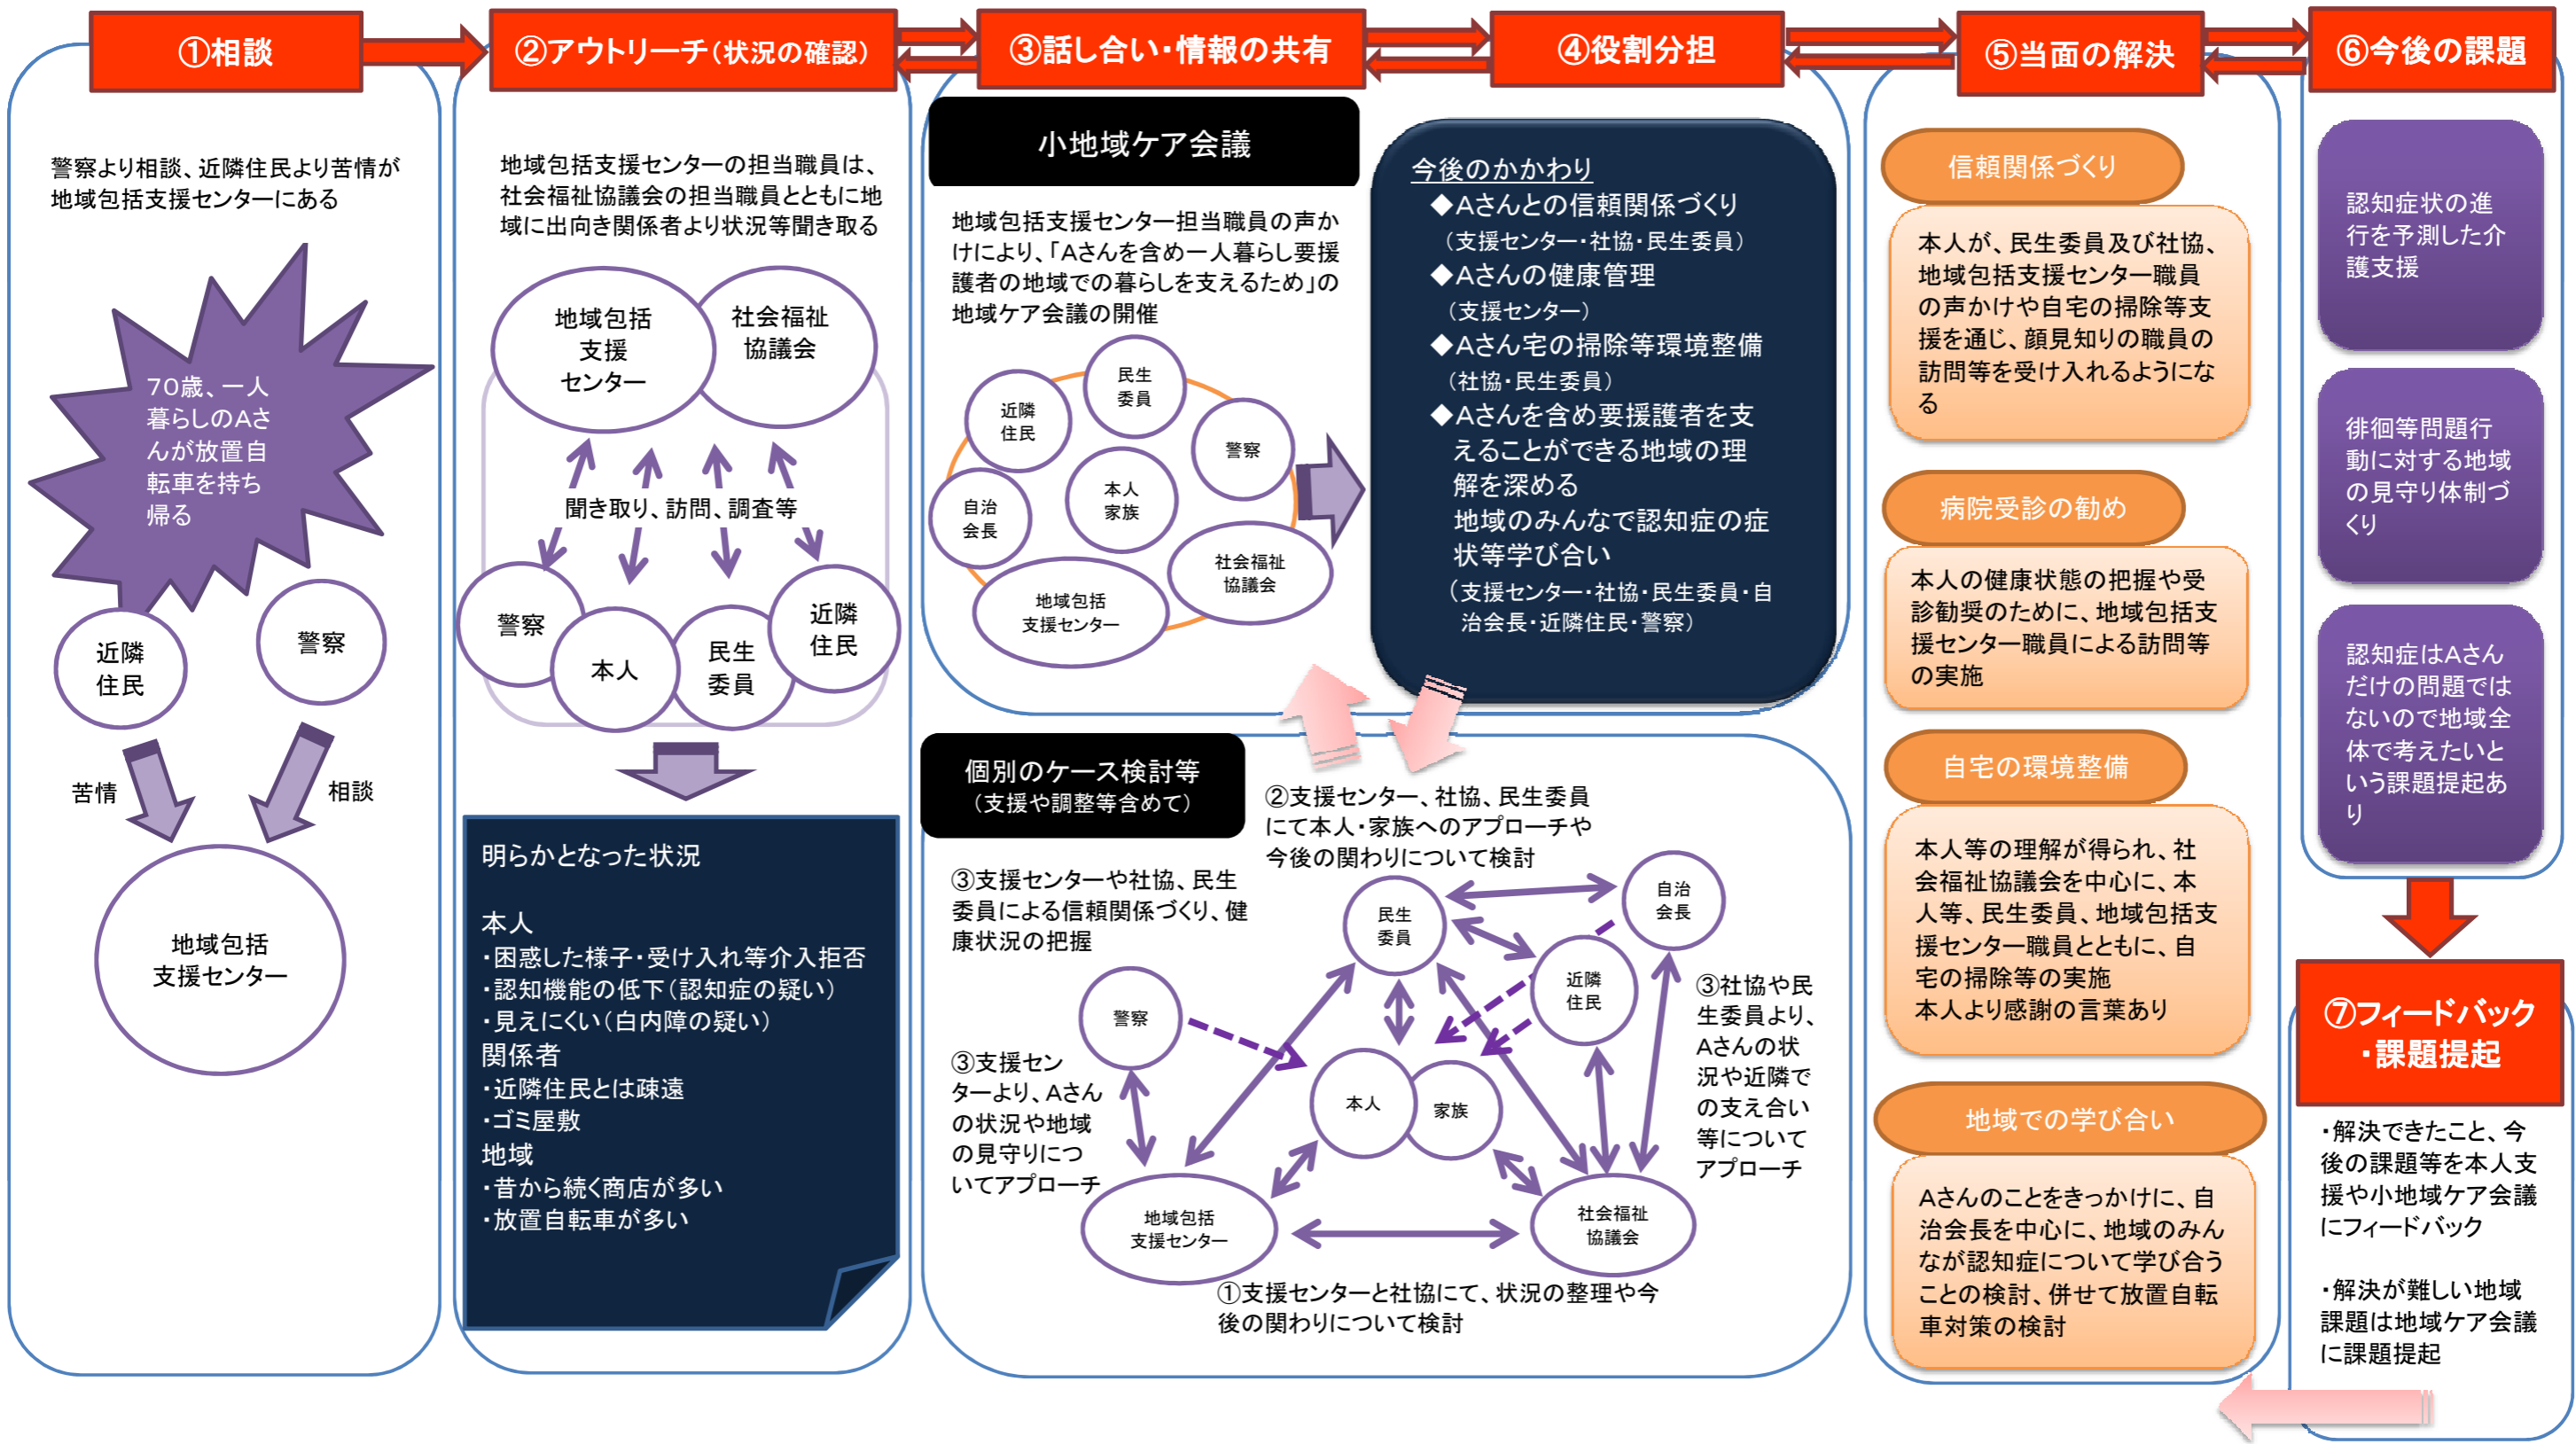 ①相談
警察より相談、近隣住民より苦情が
地域包括支援センターにある
70歳、一人
暮らしのAさ
んが放置自
転車を持ち
帰る
近隣
住民
警察
苦情
相談
地域包括
支援センター
②アウトリーチ(状況の確認)
地域包括支援センターの担当職員は、
社会福祉協議会の担当職員とともに地
域に出向き関係者より状況等聞き取る
地域包括
支援
センター
社会福祉
協議会
聞き取り、訪問、調査等
警察
本人
民生
委員
近隣
住民
明らかとなった状況
本人
・困惑した様子・受け入れ等介入拒否
・認知機能の低下(認知症の疑い)
・見えにくい(白内障の疑い)
関係者
・近隣住民とは疎遠
・ゴミ屋敷
地域
・昔から続く商店が多い
・放置自転車が多い
③話し合い・情報の共有
小地域ケア会議
地域包括支援センター担当職員の声か
けにより、「Aさんを含め一人暮らし要援
護者の地域での暮らしを支えるため」の
地域ケア会議の開催
民生
委員
近隣
住民
警察
本人
家族
自治
会長
社会福祉
協議会
地域包括
支援センター
④役割分担
今後のかかわり
◆Aさんとの信頼関係づくり
(支援センター・社協・民生委員)
◆Aさんの健康管理
(支援センター)
◆Aさん宅の掃除等環境整備
(社協・民生委員)
◆Aさんを含め要援護者を支
えることができる地域の理
解を深める
地域のみんなで認知症の症
状等学び合い
(支援センター・社協・民生委員・自
治会長・近隣住民・警察)
個別のケース検討等
(支援や調整等含めて)
②支援センター、社協、民生委員
にて本人・家族へのアプローチや
今後の関わりについて検討
③支援センターや社協、民生
委員による信頼関係づくり、健
康状況の把握
民生
委員
自治
会長
近隣
住民
警察
③支援セン
ターより、Aさん
の状況や地域
の見守りにつ
いてアプローチ
③社協や民
生委員より、
Aさんの状
況や近隣で
の支え合い
等について
アプローチ
本人
家族
地域包括
支援センター
社会福祉
協議会
①支援センターと社協にて、状況の整理や今
後の関わりについて検討
⑤当面の解決
信頼関係づくり
本人が、民生委員及び社協、
地域包括支援センター職員
の声かけや自宅の掃除等支
援を通じ、顔見知りの職員の
訪問等を受け入れるようにな
る
病院受診の勧め
本人の健康状態の把握や受
診勧奨のために、地域包括支
援センター職員による訪問等
の実施
自宅の環境整備
本人等の理解が得られ、社
会福祉協議会を中心に、本
人等、民生委員、地域包括支
援センター職員とともに、自
宅の掃除等の実施
本人より感謝の言葉あり
地域での学び合い
Aさんのことをきっかけに、自
治会長を中心に、地域のみん
なが認知症について学び合う
ことの検討、併せて放置自転
車対策の検討
⑥今後の課題
認知症状の進
行を予測した介
護支援
徘徊等問題行
動に対する地域
の見守り体制づ
くり
認知症はAさん
だけの問題では
ないので地域全
体で考えたいと
いう課題提起あ
り
⑦フィードバック
・課題提起
・解決できたこと、今
後の課題等を本人支
援や小地域ケア会議
にフィードバック
・解決が難しい地域
課題は地域ケア会議
に課題提起